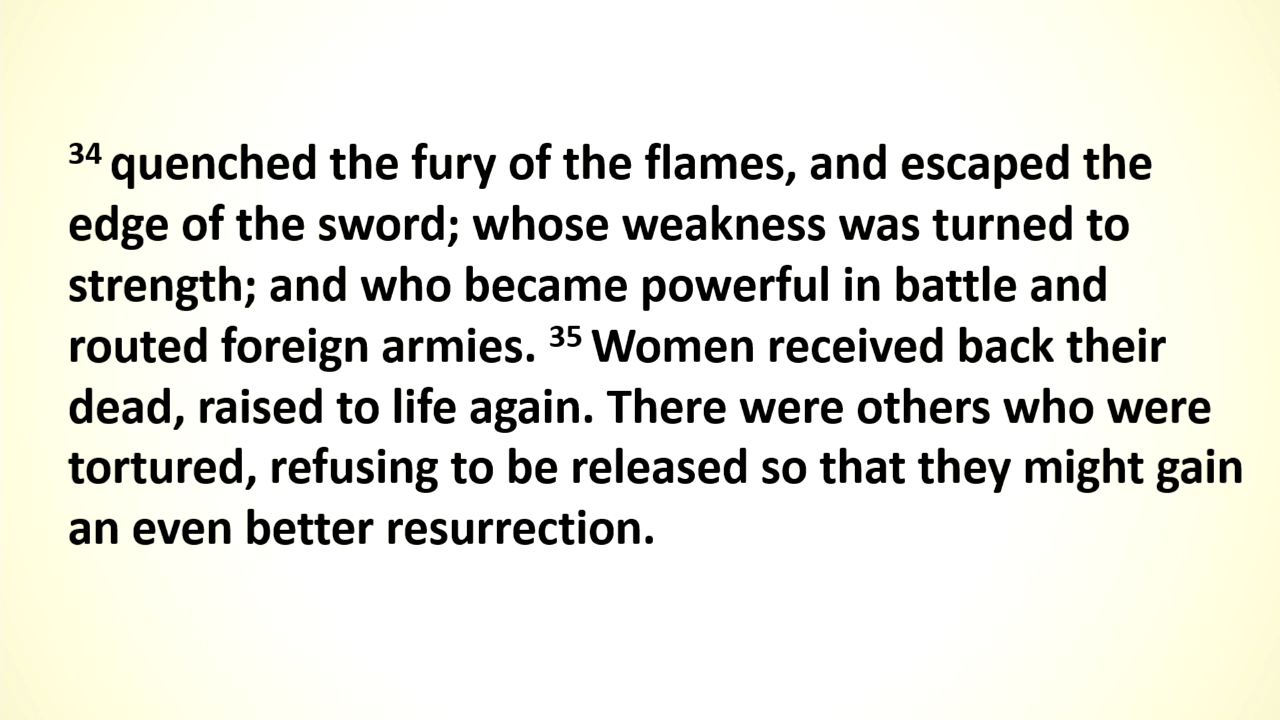 34 quenched the fury of the flames, and escaped the
edge of the sword; whose weakness was turned to
strength; and who became powerful in battle and
routed foreign armies. 35 Women received back their
dead, raised to life again. There were others who were
tortured, refusing to be released so that they might gain
an even better resurrection.